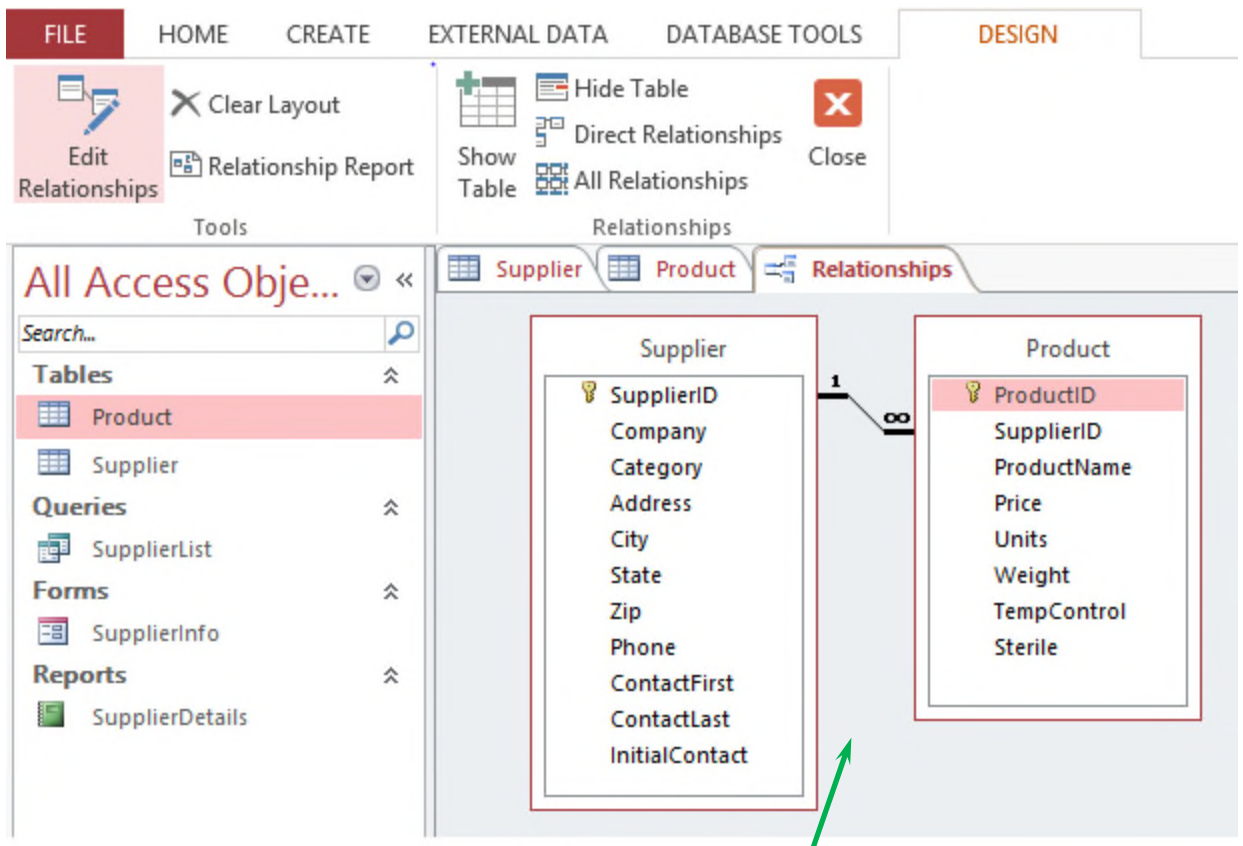 FILE HOME CREATE EXTERNAL DATA DATABASE TOOLS DESIGN
Edit
Relationships
Clear Layout
Relationship Report
Tools
Show
Table
Hide Table
Direct Relationships
All Relationships
Close
Relationships
All Access Obje...
Search...
Tables
Product
Supplier
Queries
SupplierList
Forms
SupplierInfo
Reports
SupplierDetails
Supplier Product Relationships
Supplier
SupplierID
Company
Category
Address
City
State
Zip
Phone
ContactFirst
ContactLast
InitialContact
1
∞
Product
ProductID
SupplierID
ProductName
Price
Units
Weight
TempControl
Sterile